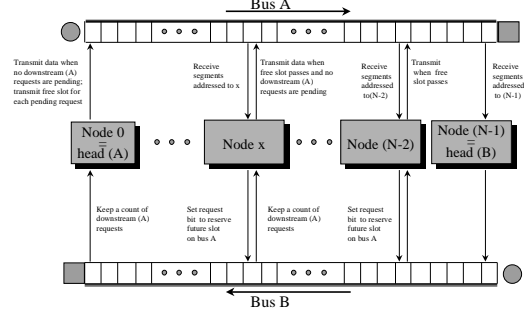 Bus A
Transmit data when
no downstream (A)
requests are pending;
transmit free slot for
each pending request
Receive
segments
addressed to x
Transmit data when
free slot passes and no
downstream (A)
requests are pending
Receive
segments
addressed
to(N-2)
Transmit
when free
slot passes
Receive
segments
addressed
to (N-1)
Node 0
=
head (A)
Node x
Node (N-2)
Node (N-1)
=
head (B)
Keep a count of
downstream (A)
requests
Set request
bit to reserve
future slot
on bus A
Keep a count of
downstream (A)
requests
Set request
bit to reserve
future slot
on bus A
Bus B